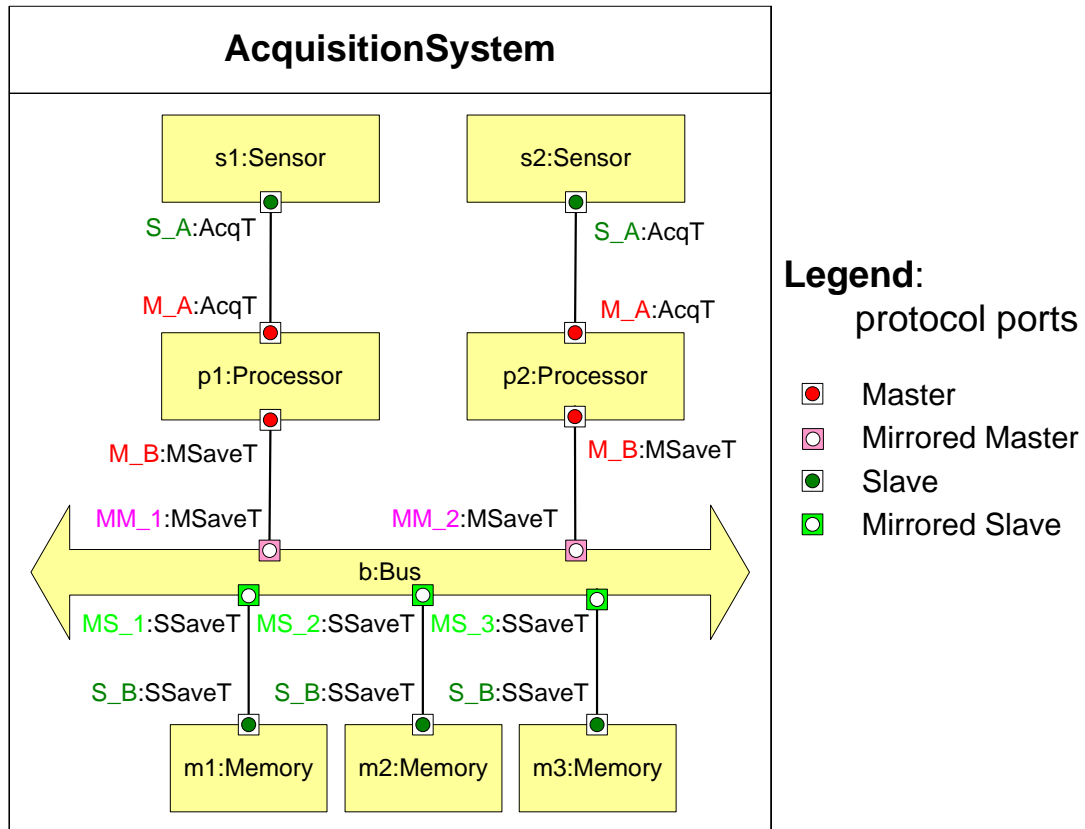 AcquisitionSystem
s1:Sensor
s2:Sensor
S_A:AcqT
S_A:AcqT
M_A:AcqT
M_A:AcqT
p1:Processor
p2:Processor
M_B:MSaveT
M_B:MSaveT
MM_1:MSaveT
MM_2:MSaveT
b:Bus
MS_1:SSaveT
MS_2:SSaveT
MS_3:SSaveT
S_B:SSaveT
S_B:SSaveT
S_B:SSaveT
m1:Memory
m2:Memory
m3:Memory
Legend:
protocol ports
Master
Mirrored Master
Slave
Mirrored Slave